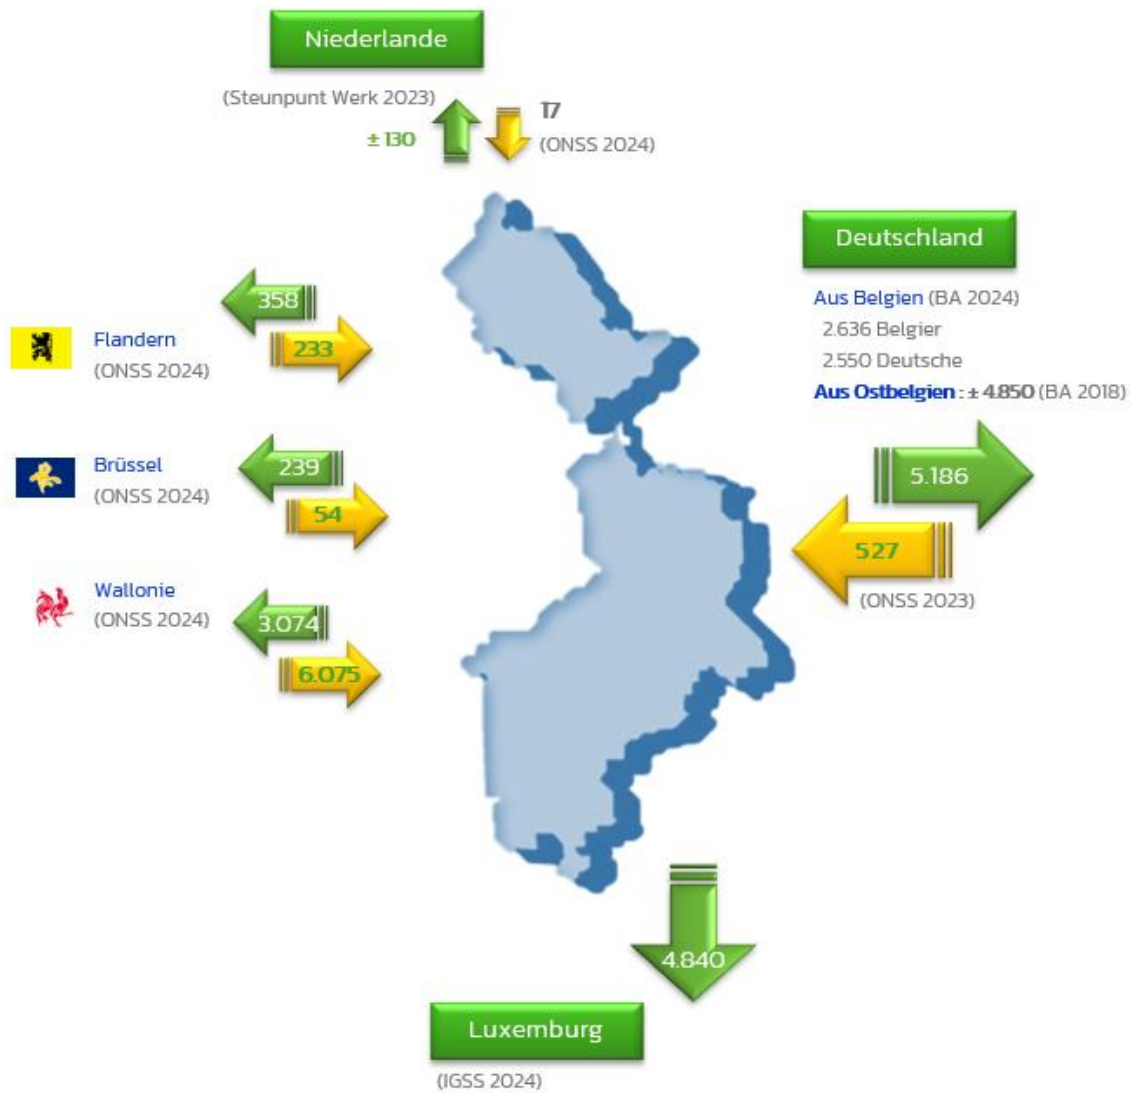 Niederlande
(Steunpunt Werk 2023)
± 130
17
(ONSS 2024)
Deutschland
Aus Belgien (BA 2024)
2.636 Belgier
2.550 Deutsche
Aus Ostbelgien : ± 4.850 (BA 2018)
358
Flandern
233
(ONSS 2024)
Brüssel
239
(ONSS 2024)
54
5.186
527
(ONSS 2023)
Wallonie
(ONSS 2024)
3.074
6.075
4.840
Luxemburg
(IGSS 2024)